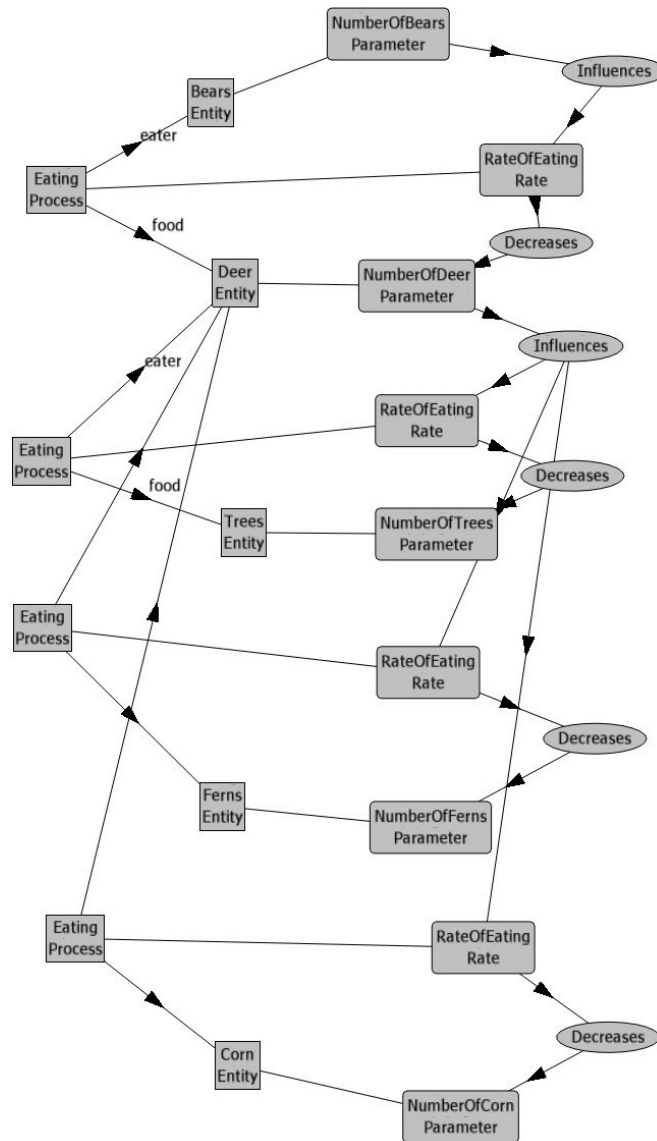 NumberOfBears
Parameter
Influences
Bears
Entity
eater
Eating
Process
RateOfEating
Rate
food
Decreases
Deer
Entity
NumberOfDeer
Parameter
Influences
eater
RateOfEating
Rate
Eating
Process
Decreases
food
Trees
Entity
NumberOfTrees
Parameter
Eating
Process
RateOfEating
Rate
Decreases
Ferns
Entity
NumberOfFerns
Parameter
Eating
Process
RateOfEating
Rate
Decreases
Corn
Entity
NumberOfCorn
Parameter